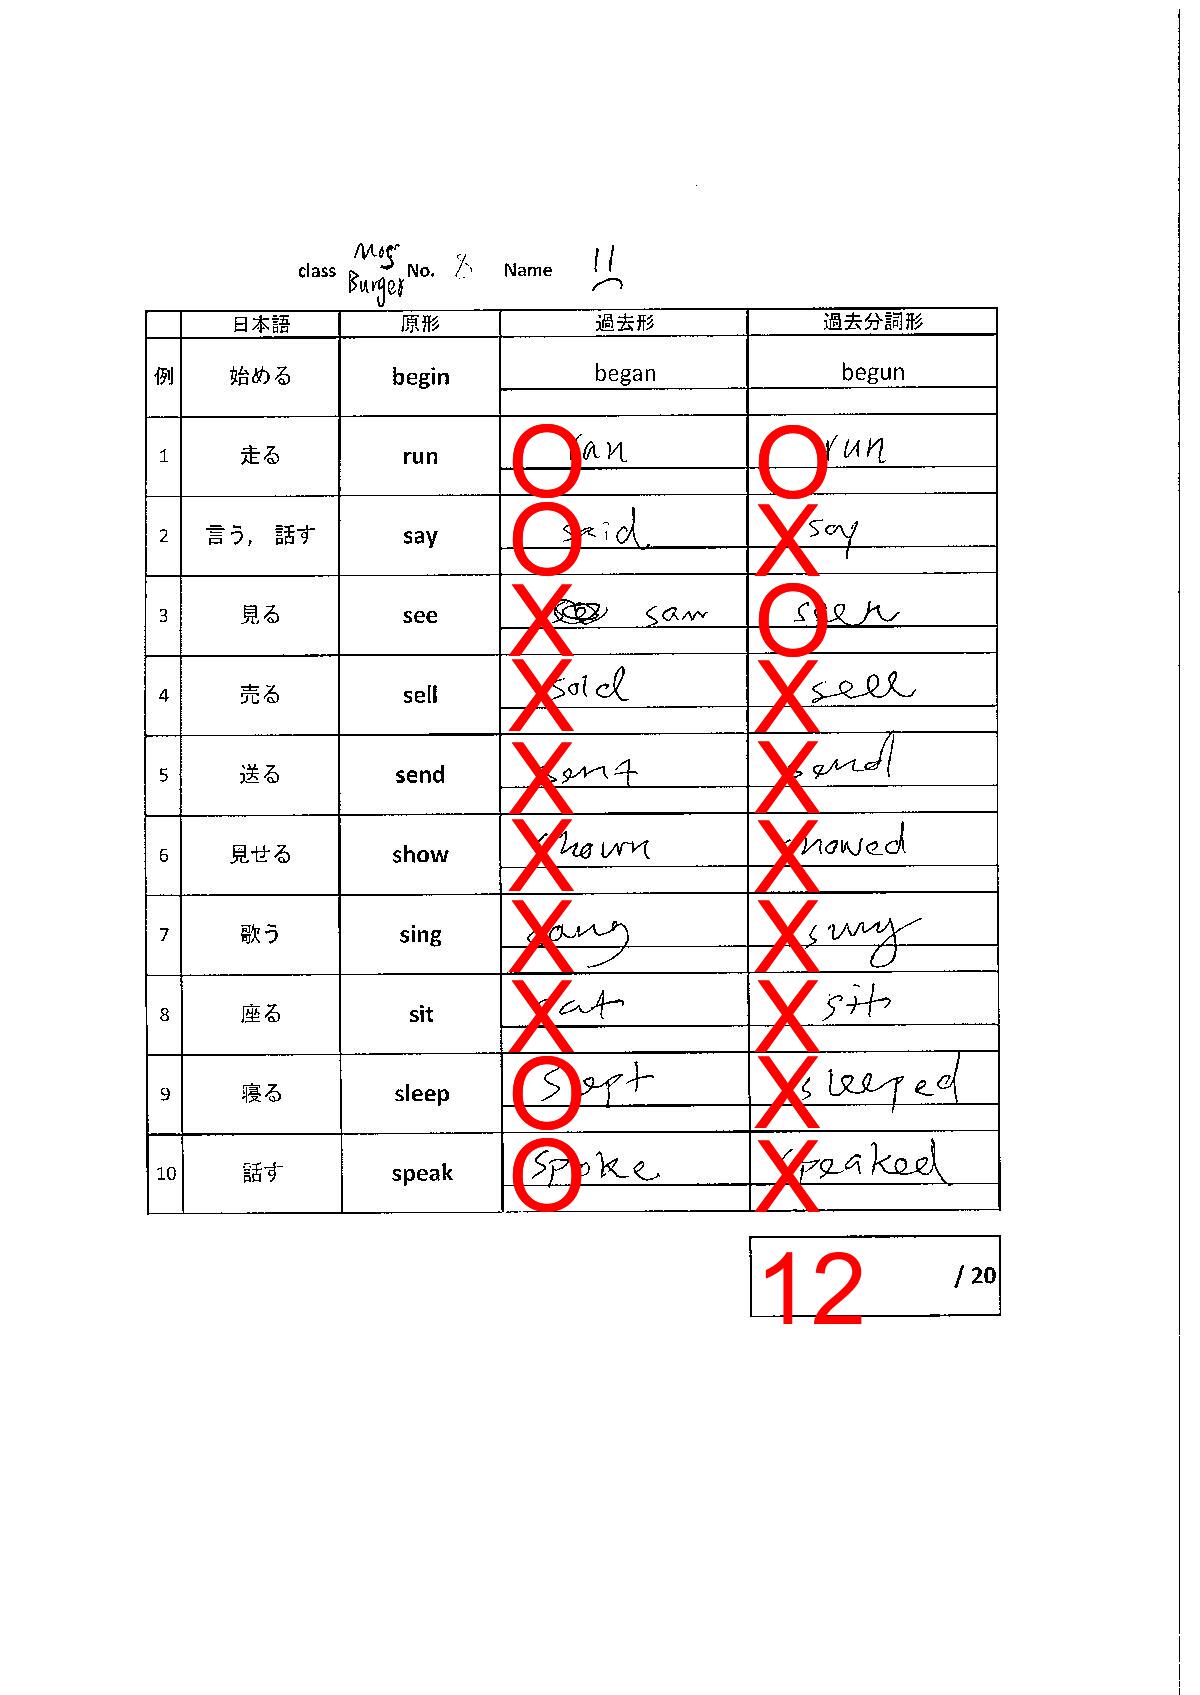 class Mos Burger No. 8 Name 11
日本語 原形 過去形 過去分詞形
例 始める begin began begun
1 走る run O ran O run
2 言う, 話す say O said X say
3 見る see X saw O seen
4 売る sell X sold X sell
5 送る send X sent X send
6 見せる show X shown X showed
7 歌う sing X sang X sung
8 座る sit X sat X sit
9 寝る sleep O slept X sleeped
10 話す speak O spoke X speaked
12 / 20